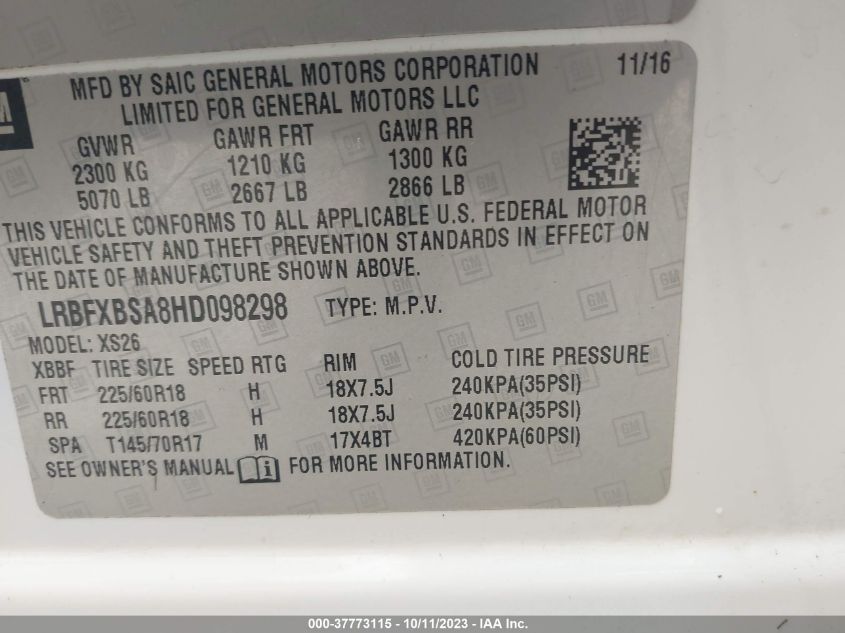 MFD BY SAIC GENERAL MOTORS CORPORATION 11/16
LIMITED FOR GENERAL MOTORS LLC
GVWR GAWR FRT GAWR RR
2300 KG 1210 KG 1300 KG
5070 LB 2667 LB 2866 LB
THIS VEHICLE CONFORMS TO ALL APPLICABLE U.S. FEDERAL MOTOR
VEHICLE SAFETY AND THEFT PREVENTION STANDARDS IN EFFECT ON
THE DATE OF MANUFACTURE SHOWN ABOVE.
LRBFXBSA8HD098298 TYPE: M.P.V.
MODEL: XS26
XBBF TIRE SIZE SPEED RTG RIM COLD TIRE PRESSURE
FRT 225/60R18 H 18X7.5J 240KPA(35PSI)
RR 225/60R18 H 18X7.5J 240KPA(35PSI)
SPA T145/70R17 M 17X4BT 420KPA(60PSI)
SEE OWNER'S MANUAL FOR MORE INFORMATION.
000-37773115 - 10/11/2023 - IAA Inc.